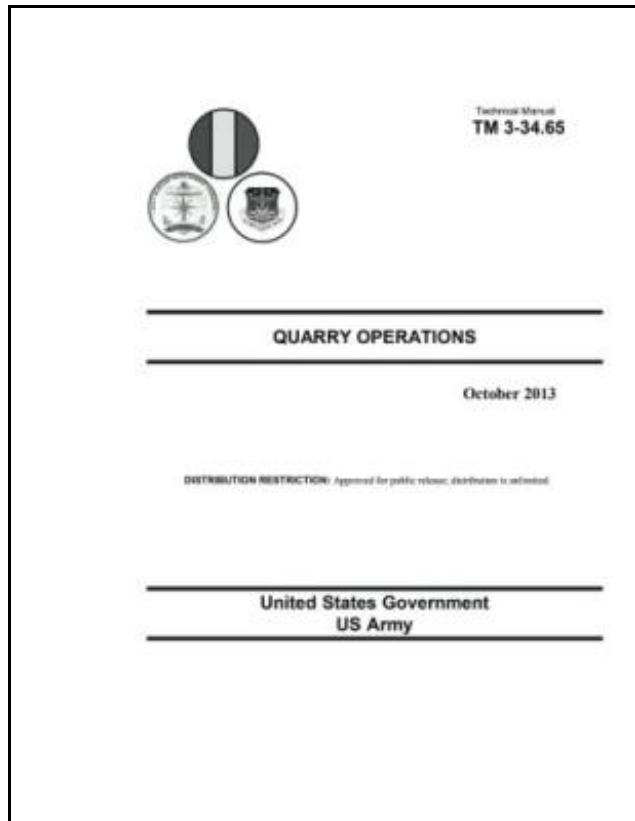 Technical Manual
TM 3-34.65
QUARRY OPERATIONS
October 2013
DISTRIBUTION RESTRICTION: Approved for public release; distribution is unlimited.
United States Government
US Army